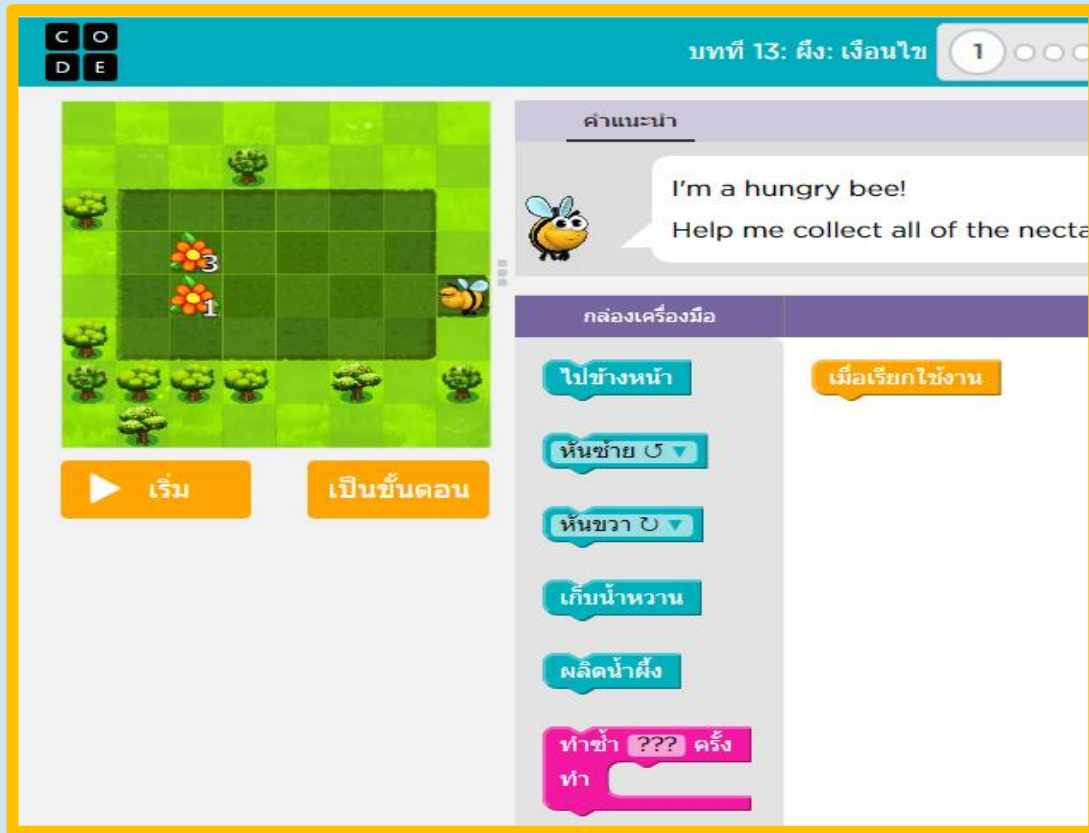 C O
D E
บทที่ 13: ผึ้ง: เงื่อนไข 1
คำแนะนำ
I'm a hungry bee!
Help me collect all of the necta
3
1
กล่องเครื่องมือ
ไปข้างหน้า
เมื่อเรียกใช้งาน
หันซ้าย ↺ ▼
เริ่ม
เป็นขั้นตอน
หันขวา ↻ ▼
เก็บน้ำหวาน
ผลิตน้ำผึ้ง
ทำซ้ำ ??? ครั้ง
ทำ